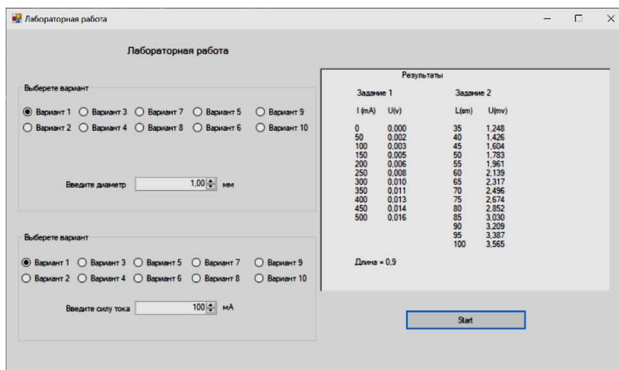 Лабораторная работа
Лабораторная работа
Выберете вариант
Вариант 1 Вариант 3 Вариант 7 Вариант 5 Вариант 9
Вариант 2 Вариант 4 Вариант 8 Вариант 6 Вариант 10
Введите диаметр 1,00 мм
Выберете вариант
Вариант 1 Вариант 3 Вариант 5 Вариант 7 Вариант 9
Вариант 2 Вариант 4 Вариант 6 Вариант 8 Вариант 10
Введите силу тока 100 мА
Результаты
Задание 1 Задание 2
I (mA) U(v) L(sm) U(mv)
0 0,000 35 1,248
50 0,002 40 1,426
100 0,003 45 1,604
150 0,005 50 1,783
200 0,006 55 1,961
250 0,008 60 2,139
300 0,010 65 2,317
350 0,011 70 2,496
400 0,013 75 2,674
450 0,014 80 2,852
500 0,016 85 3,030
90 3,209
95 3,387
100 3,565
Длина = 0,9
Start